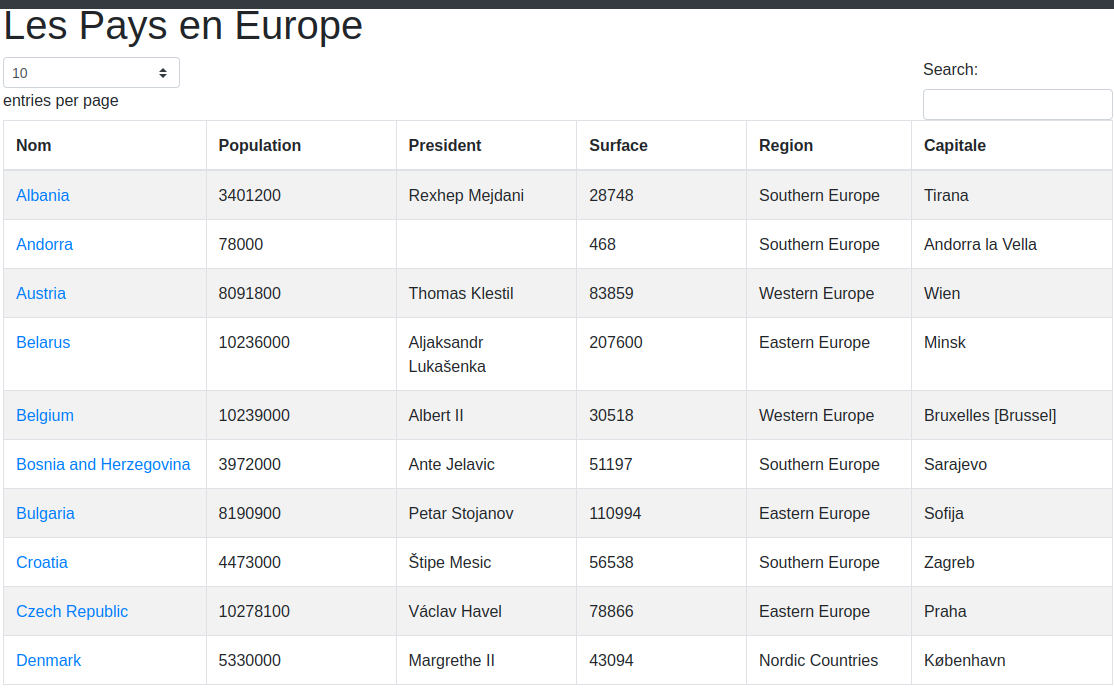 Les Pays en Europe
10
entries per page
Search:
Nom Population President Surface Region Capitale
Albania 3401200 Rexhep Mejdani 28748 Southern Europe Tirana
Andorra 78000 468 Southern Europe Andorra la Vella
Austria 8091800 Thomas Klestil 83859 Western Europe Wien
Belarus 10236000 Aljaksandr 207600 Eastern Europe Minsk
Lukašenka
Belgium 10239000 Albert II 30518 Western Europe Bruxelles [Brussel]
Bosnia and Herzegovina 3972000 Ante Jelavic 51197 Southern Europe Sarajevo
Bulgaria 8190900 Petar Stojanov 110994 Eastern Europe Sofija
Croatia 4473000 Štipe Mesic 56538 Southern Europe Zagreb
Czech Republic 10278100 Václav Havel 78866 Eastern Europe Praha
Denmark 5330000 Margrethe II 43094 Nordic Countries København